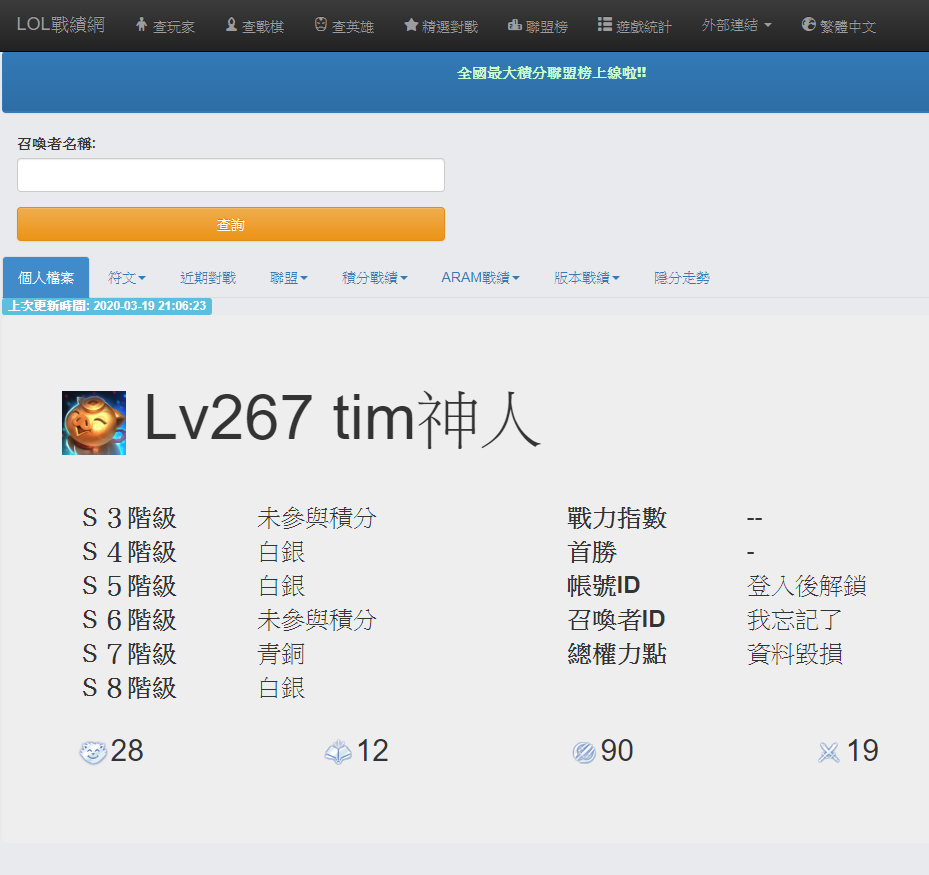 LOL戰績網 查玩家 查戰棋 查英雄 精選對戰 聯盟榜 遊戲統計 外部連結 繁體中文
全國最大積分聯盟榜上線啦!!
召喚者名稱:
查詢
個人檔案 符文 近期對戰 聯盟 積分戰績 ARAM戰績 版本戰績 隱分走勢
上次更新時間: 2020-03-19 21:06:23
Lv267 tim神人
Ｓ３階級 未參與積分 戰力指數 --
Ｓ４階級 白銀 首勝 -
Ｓ５階級 白銀 帳號ID 登入後解鎖
Ｓ６階級 未參與積分 召喚者ID 我忘記了
Ｓ７階級 青銅 總權力點 資料毀損
Ｓ８階級 白銀
28 12 90 19